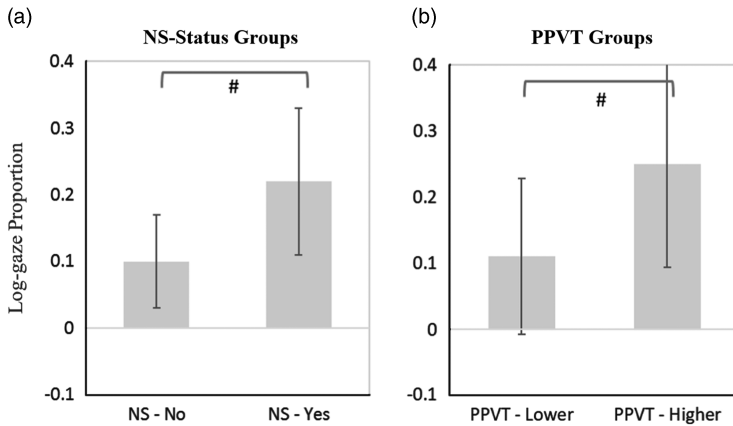 (a)
NS-Status Groups
Log-gaze Proportion
0.4
0.3
0.2
0.1
0
-0.1
#
NS - No NS - Yes
(b)
PPVT Groups
0.4
0.3
0.2
0.1
0
-0.1
#
PPVT - Lower PPVT - Higher